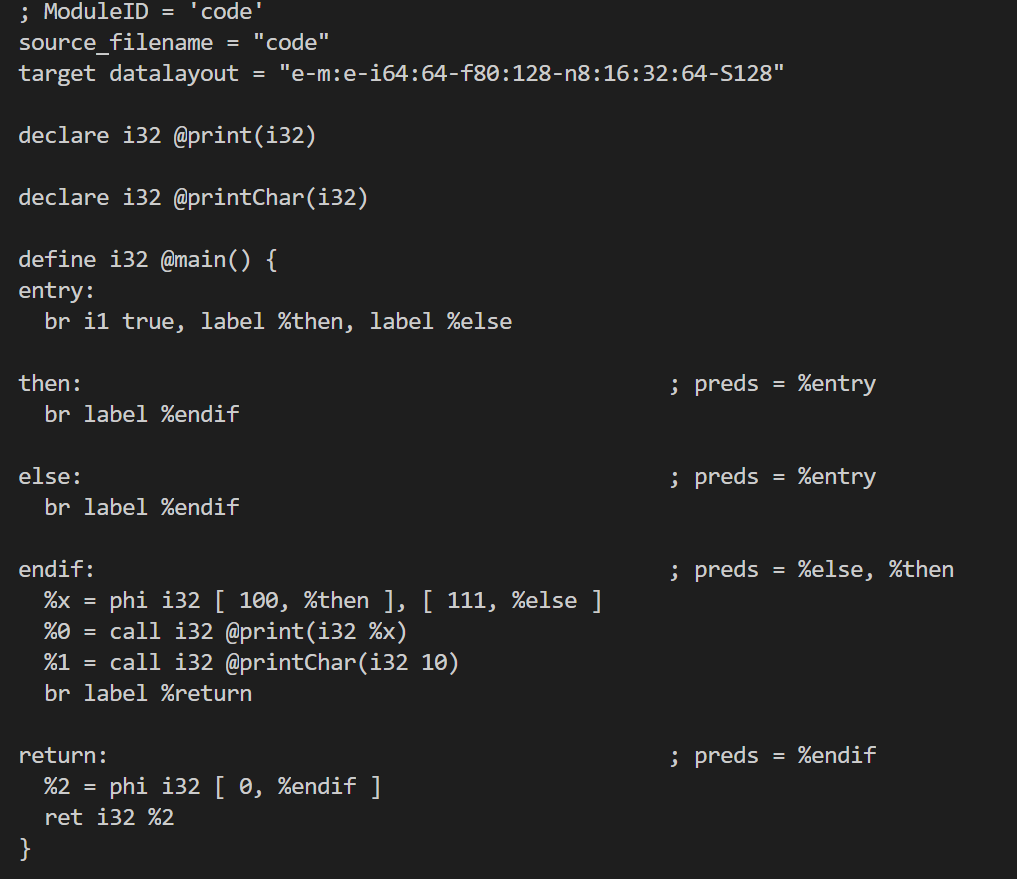 ; ModuleID = 'code'
source_filename = "code"
target datalayout = "e-m:e-i64:64-f80:128-n8:16:32:64-S128"

declare i32 @print(i32)

declare i32 @printChar(i32)

define i32 @main() {
entry:
  br i1 true, label %then, label %else

then:                                             ; preds = %entry
  br label %endif

else:                                             ; preds = %entry
  br label %endif

endif:                                            ; preds = %else, %then
  %x = phi i32 [ 100, %then ], [ 111, %else ]
  %0 = call i32 @print(i32 %x)
  %1 = call i32 @printChar(i32 10)
  br label %return

return:                                           ; preds = %endif
  %2 = phi i32 [ 0, %endif ]
  ret i32 %2
}